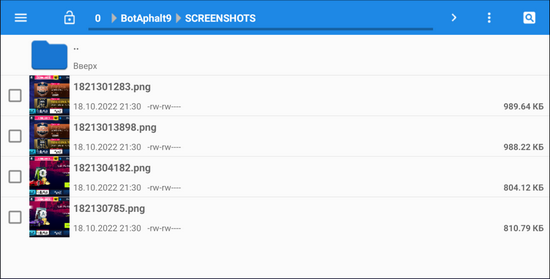 0 BotAphalt9 SCREENSHOTS
..
Вверх
1821301283.png
18.10.2022 21:30 -rw-rw---- 989.64 КБ
18213013898.png
18.10.2022 21:30 -rw-rw---- 988.22 КБ
1821304182.png
18.10.2022 21:30 -rw-rw---- 804.12 КБ
182130785.png
18.10.2022 21:30 -rw-rw---- 810.79 КБ